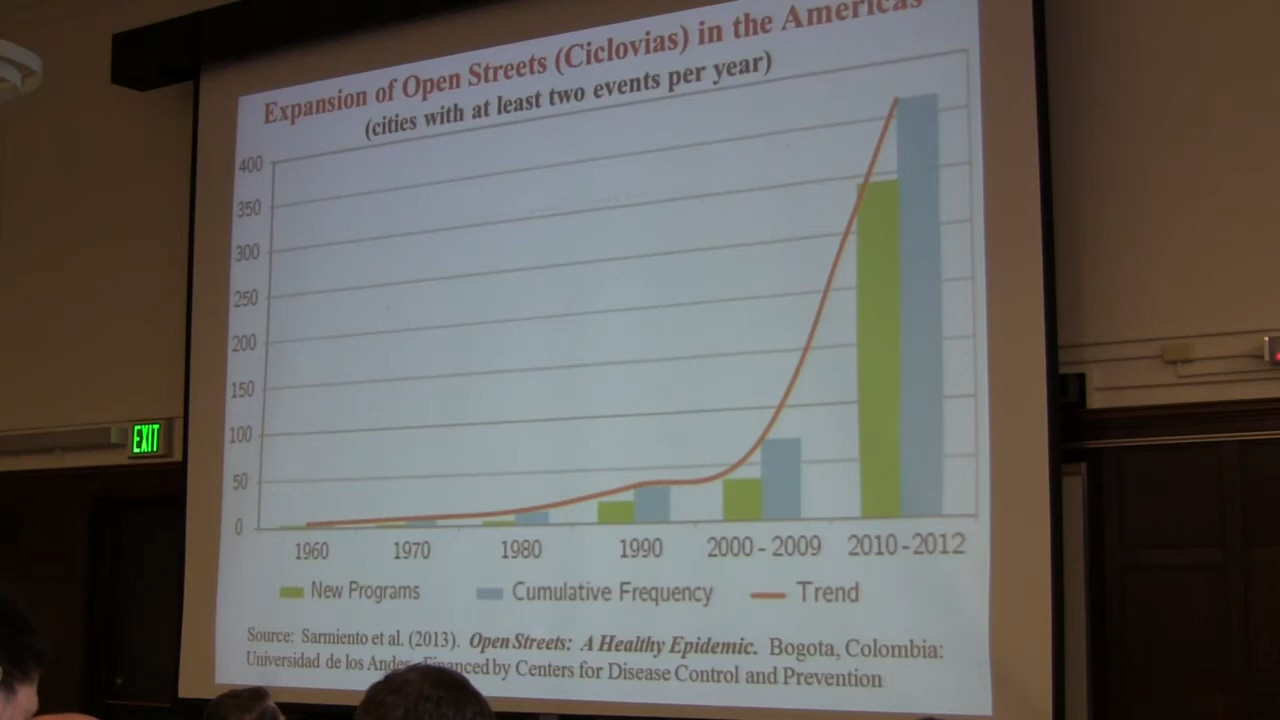 Expansion of Open Streets (Ciclovias) in the Americas
(cities with at least two events per year)
400
350
300
250
200
150
100
50
0
1960 1970 1980 1990 2000 - 2009 2010 - 2012
New Programs Cumulative Frequency Trend
Source: Sarmiento et al. (2013). Open Streets: A Healthy Epidemic. Bogota, Colombia:
Universidad de los Andes. Financed by Centers for Disease Control and Prevention
EXIT